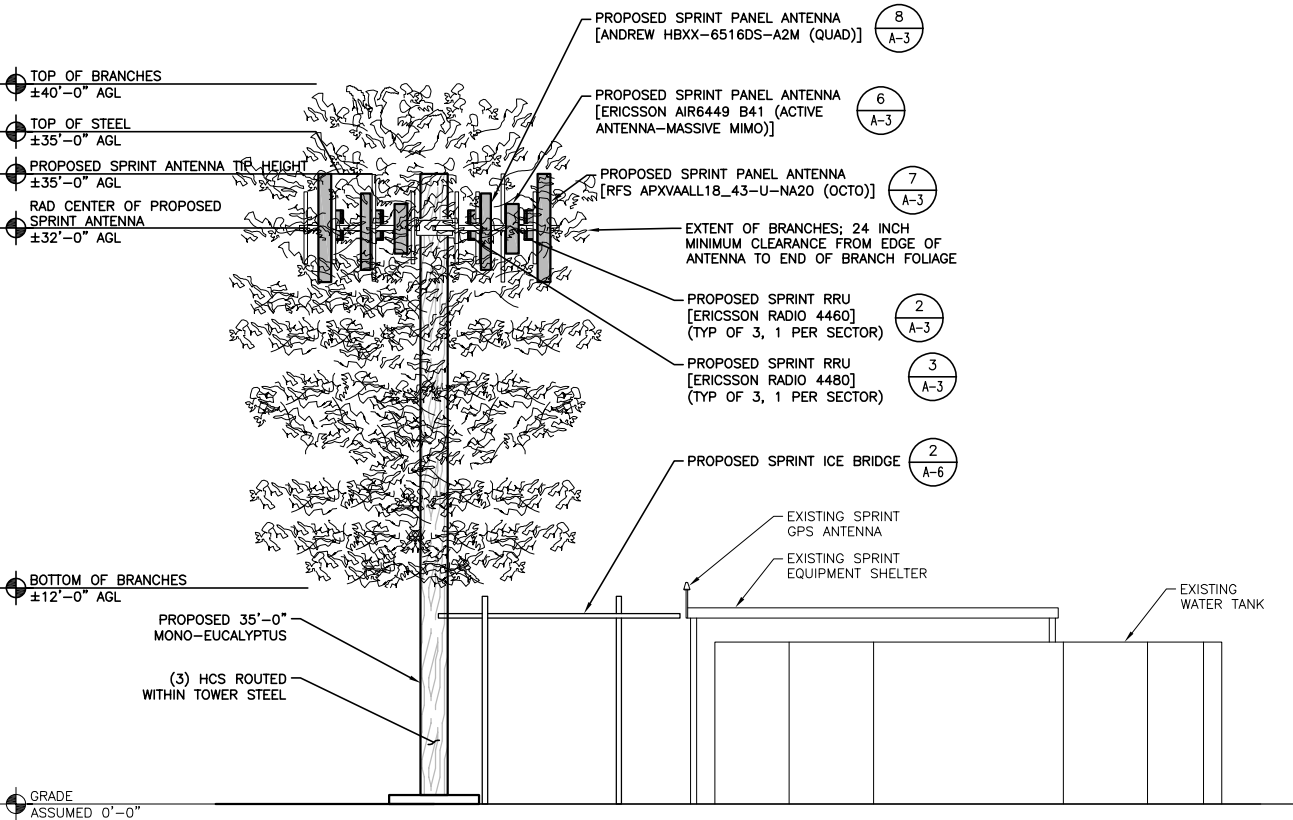 PROPOSED SPRINT PANEL ANTENNA
[ANDREW HBXX-6516DS-A2M (QUAD)]
8
A-3
TOP OF BRANCHES
±40'-0" AGL
PROPOSED SPRINT PANEL ANTENNA
[ERICSSON AIR6449 B41 (ACTIVE
ANTENNA-MASSIVE MIMO)]
6
A-3
TOP OF STEEL
±35'-0" AGL
PROPOSED SPRINT ANTENNA TIP HEIGHT
±35'-0" AGL
PROPOSED SPRINT PANEL ANTENNA
[RFS APXVAALL18_43-U-NA20 (OCTO)]
7
A-3
RAD CENTER OF PROPOSED
SPRINT ANTENNA
±32'-0" AGL
EXTENT OF BRANCHES; 24 INCH
MINIMUM CLEARANCE FROM EDGE OF
ANTENNA TO END OF BRANCH FOLIAGE
PROPOSED SPRINT RRU
[ERICSSON RADIO 4460]
(TYP OF 3, 1 PER SECTOR)
2
A-3
PROPOSED SPRINT RRU
[ERICSSON RADIO 4480]
(TYP OF 3, 1 PER SECTOR)
3
A-3
PROPOSED SPRINT ICE BRIDGE
2
A-6
EXISTING SPRINT
GPS ANTENNA
EXISTING SPRINT
EQUIPMENT SHELTER
EXISTING
WATER TANK
BOTTOM OF BRANCHES
±12'-0" AGL
PROPOSED 35'-0"
MONO-EUCALYPTUS
(3) HCS ROUTED
WITHIN TOWER STEEL
GRADE
ASSUMED 0'-0"